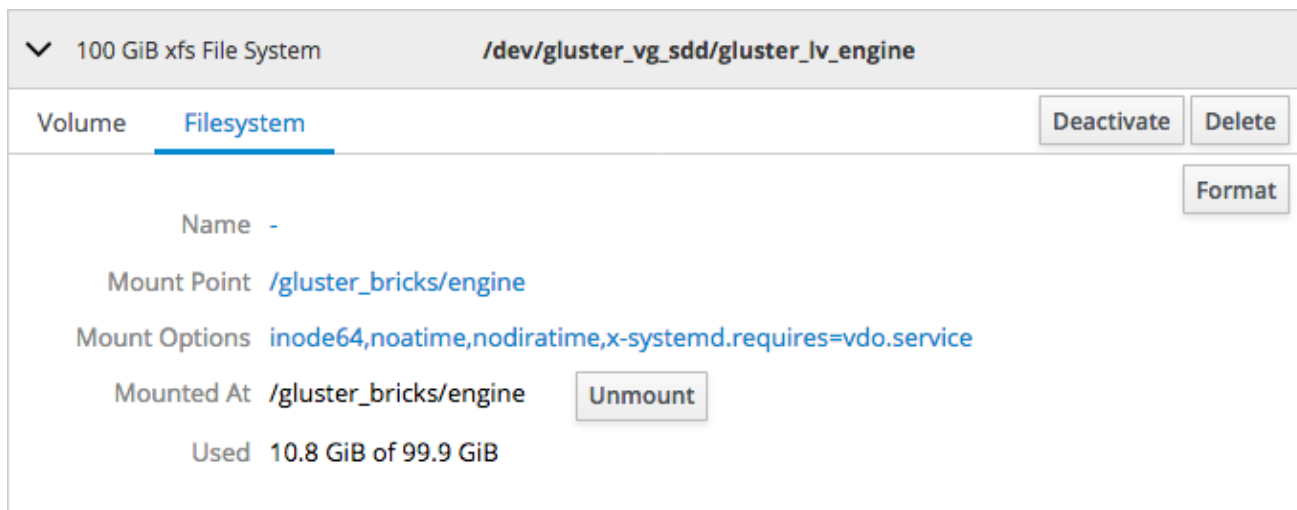 100 GiB xfs File System /dev/gluster_vg_sdd/gluster_lv_engine
Volume Filesystem Deactivate Delete
Format
Name -
Mount Point /gluster_bricks/engine
Mount Options inode64,noatime,nodiratime,x-systemd.requires=vdo.service
Mounted At /gluster_bricks/engine Unmount
Used 10.8 GiB of 99.9 GiB